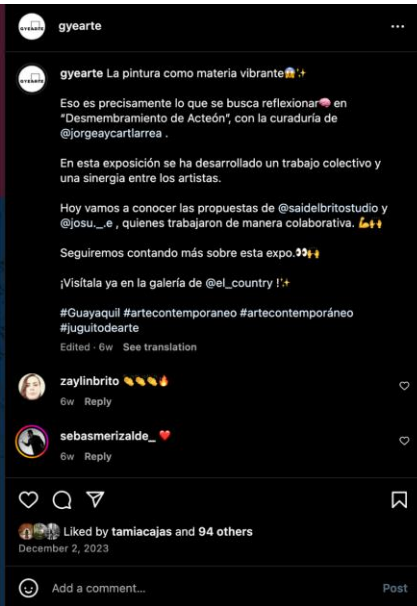 GYEARTE
gyearte
...
GYEARTE
gyearte La pintura como materia vibrante😱✨
Eso es precisamente lo que se busca reflexionar🧠 en
“Desmembramiento de Acteón”, con la curaduría de
@jorgeaycartlarrea .
En esta exposición se ha desarrollado un trabajo colectivo y
una sinergia entre los artistas.
Hoy vamos a conocer las propuestas de @saidelbritostudio y
@josu._.e , quienes trabajaron de manera colaborativa. 💪🙌
Seguiremos contando más sobre esta expo.👀🙌
¡Visítala ya en la galería de @el_country !✨
#Guayaquil #artecontemporaneo #artecontemporáneo
#juguitodearte
Edited · 6w See translation
zaylinbrito 👏👏👏🔥
6w Reply
sebasmerizalde_ ❤️
6w Reply
Liked by tamiacajas and 94 others
December 2, 2023
Add a comment...
Post